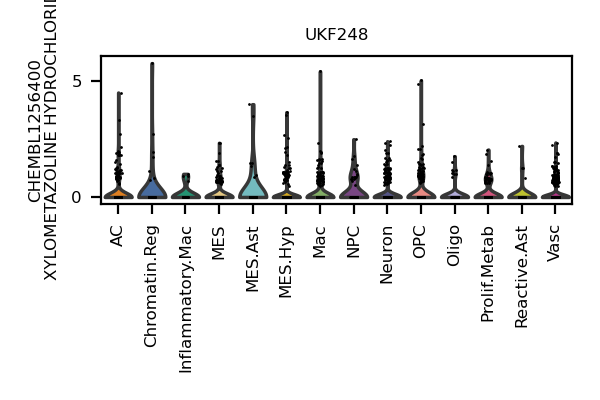 UKF248
CHEMBL1256400
XYLOMETAZOLINE
5
0
AC
Chromatin.Reg
Inflammatory.Mac
MES
MES.Ast
MES.Hyp
Mac
NPC
Neuron
OPC
Oligo
Prolif.Metab
Reactive.Ast
Vasc